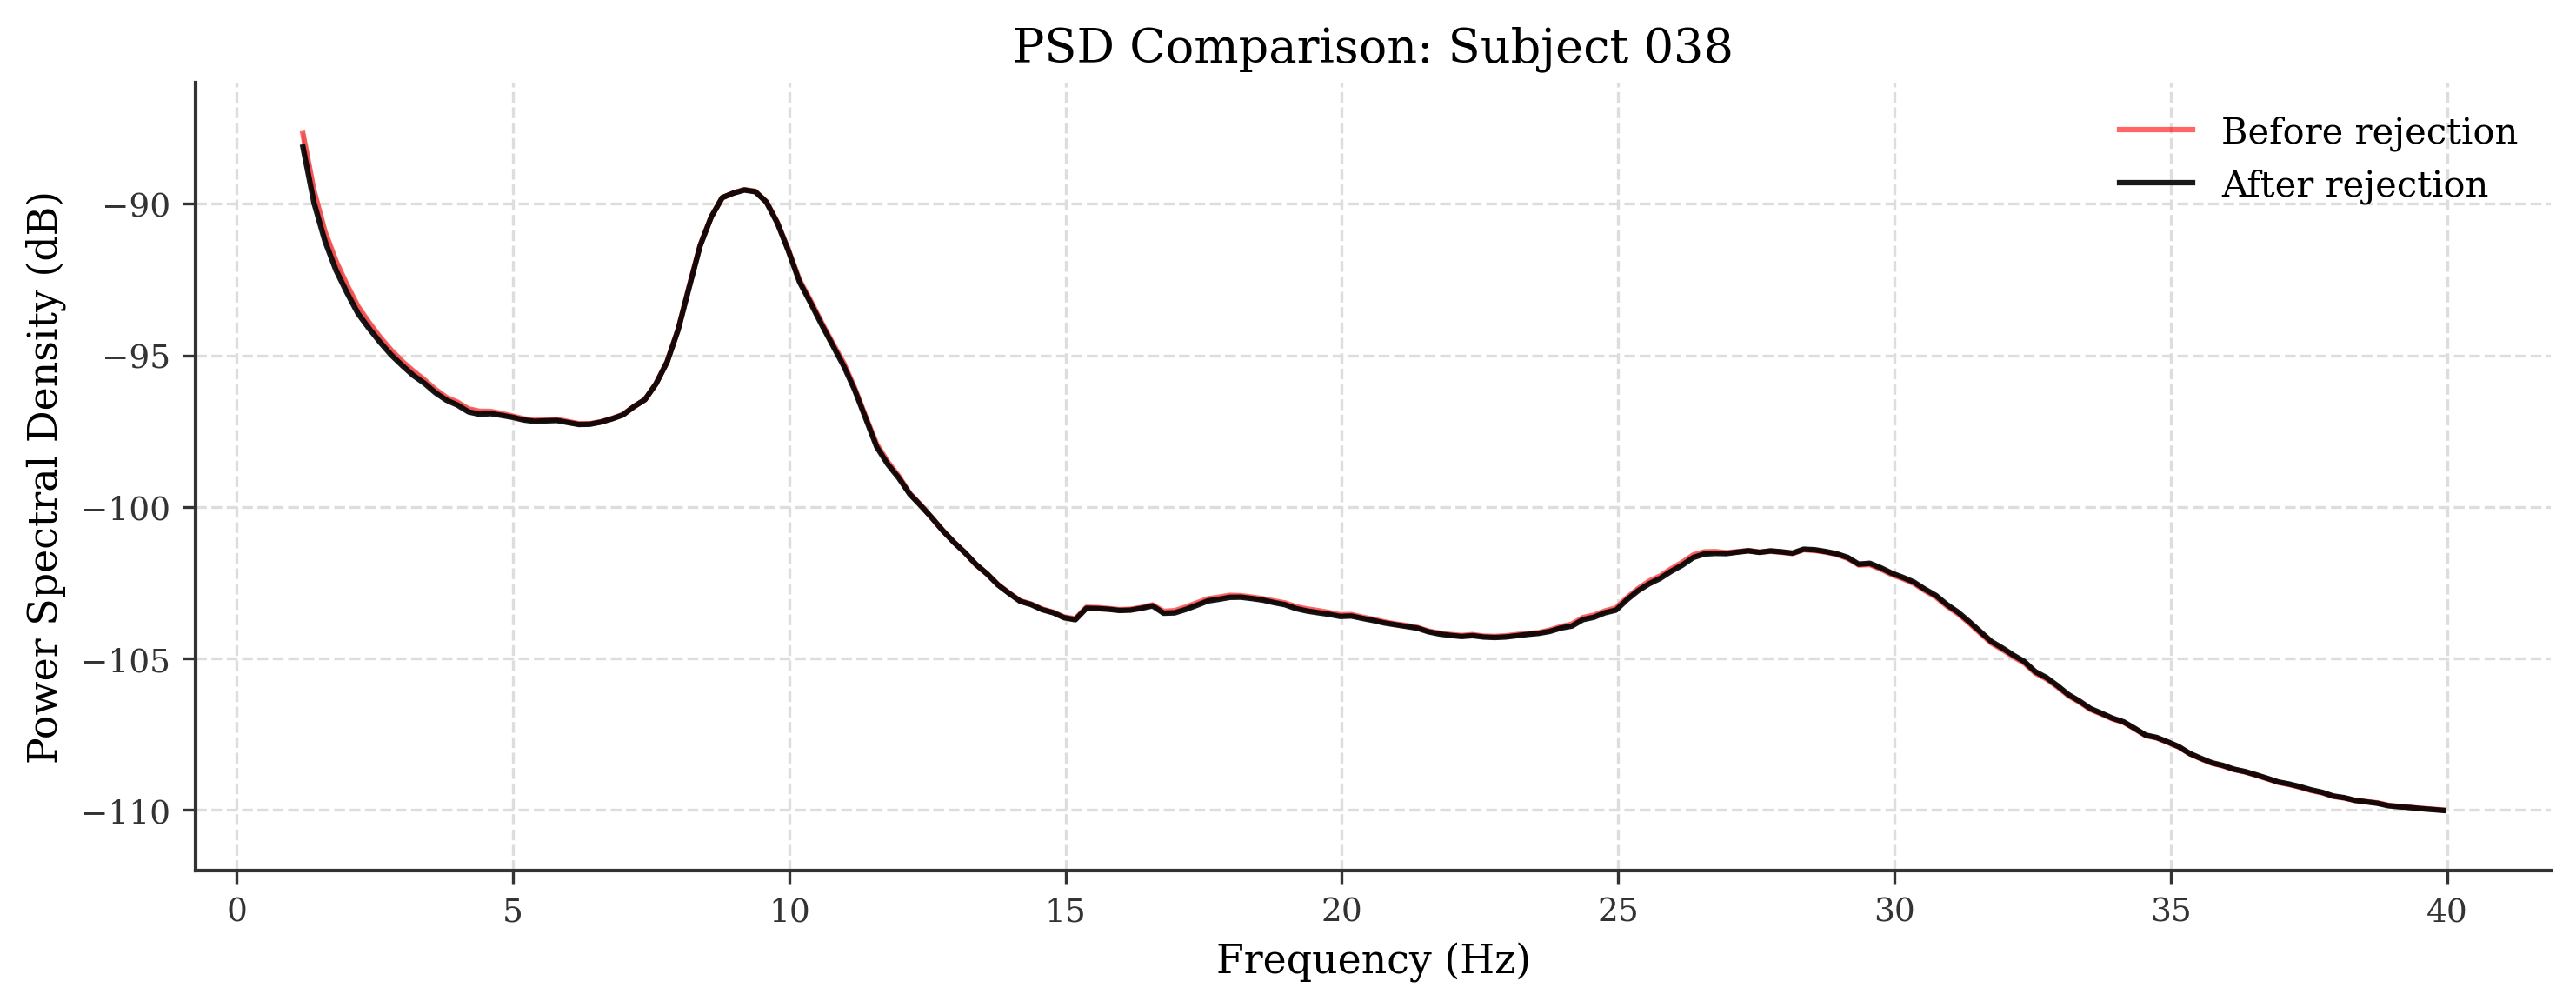 PSD Comparison: Subject 038
Before rejection
After rejection
Power Spectral Density (dB)
−90
−95
−100
−105
−110
0 5 10 15 20 25 30 35 40
Frequency (Hz)